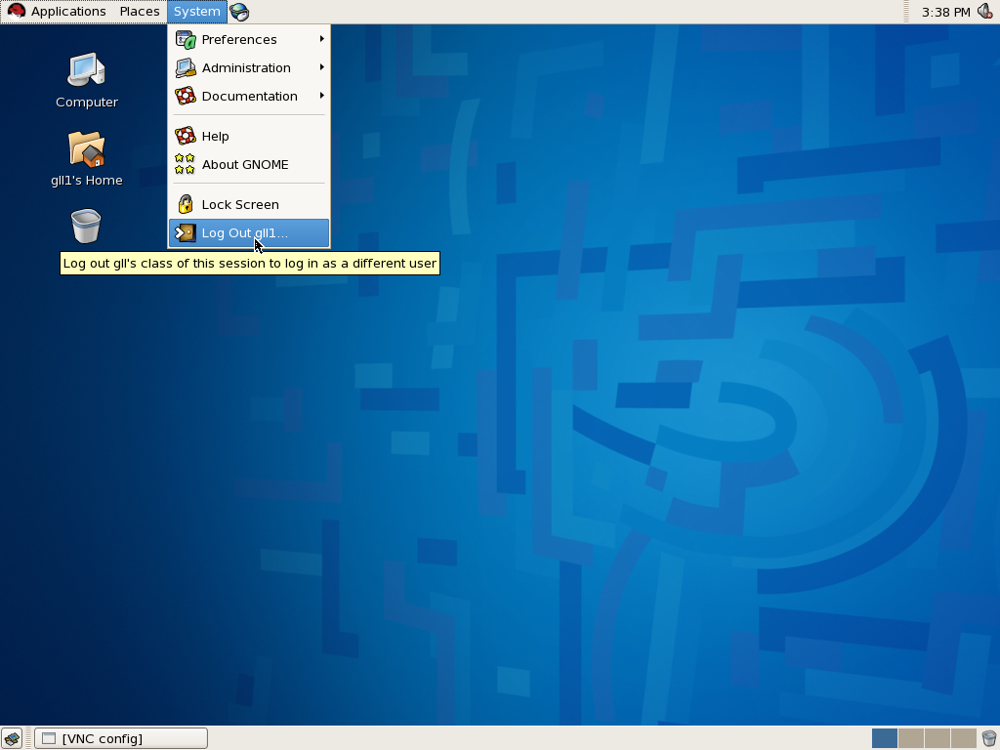 Applications Places System
3:38 PM
Preferences
Administration
Documentation
Help
About GNOME
Lock Screen
Log Out gll1...
Computer
gll1's Home
Log out gll's class of this session to log in as a different user
[VNC config]